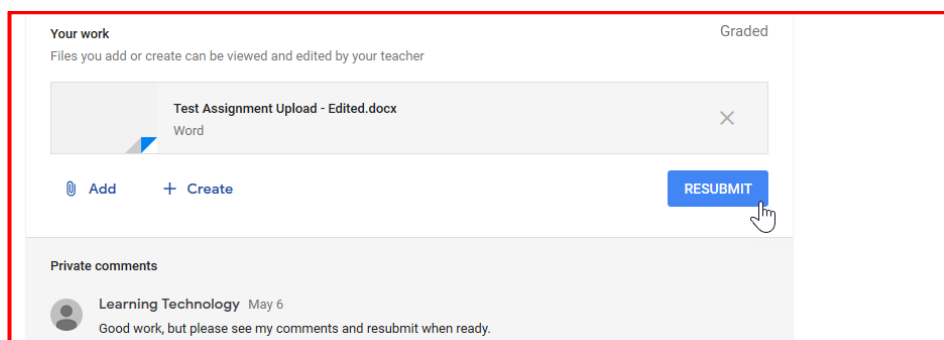 Your work
Graded
Files you add or create can be viewed and edited by your teacher
Test Assignment Upload - Edited.docx
Word
Add
+ Create
RESUBMIT
Private comments
Learning Technology May 6
Good work, but please see my comments and resubmit when ready.